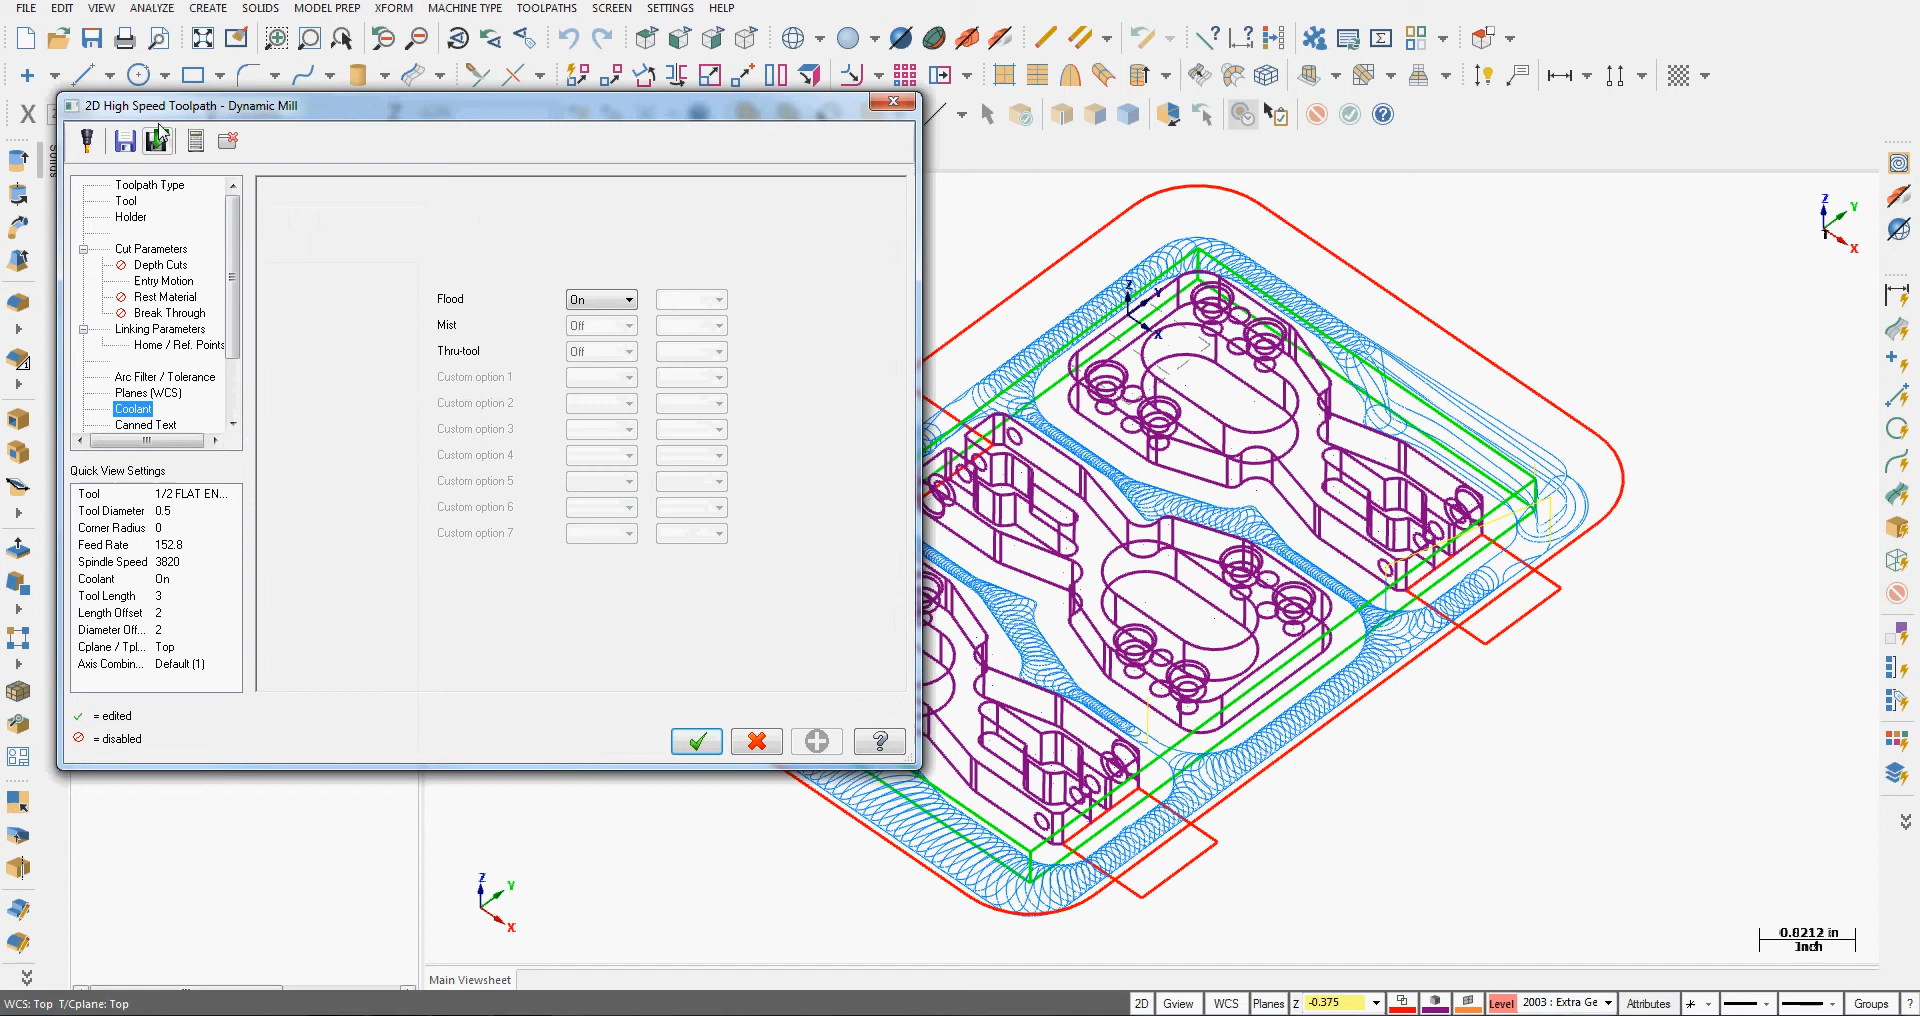 FILE EDIT VIEW ANALYZE CREATE SOLIDS MODEL PREP XFORM MACHINE TYPE TOOLPATHS SCREEN SETTINGS HELP
2D High Speed Toolpath - Dynamic Mill
Toolpath Type
Tool
Holder
Cut Parameters
Depth Cuts
Entry Motion
Rest Material
Break Through
Linking Parameters
Home / Ref. Points
Arc Filter / Tolerance
Planes (WCS)
Coolant
Canned Text
Quick View Settings
Tool 1/2 FLAT EN...
Tool Diameter 0.5
Corner Radius 0
Feed Rate 152.8
Spindle Speed 3820
Coolant On
Tool Length 3
Length Offset 2
Diameter Off... 2
Cplane / Tpl... Top
Axis Combin... Default (1)
= edited
= disabled
Flood On
Mist Off
Thru-tool Off
Custom option 1
Custom option 2
Custom option 3
Custom option 4
Custom option 5
Custom option 6
Custom option 7
Z Y X
Z Y X
Z Y X
0.8212 in
Inch
Main Viewsheet
WCS: Top T/Cplane: Top
2D Gview WCS Planes Z -0.375 Level 2003 : Extra Ge Attributes Groups ?